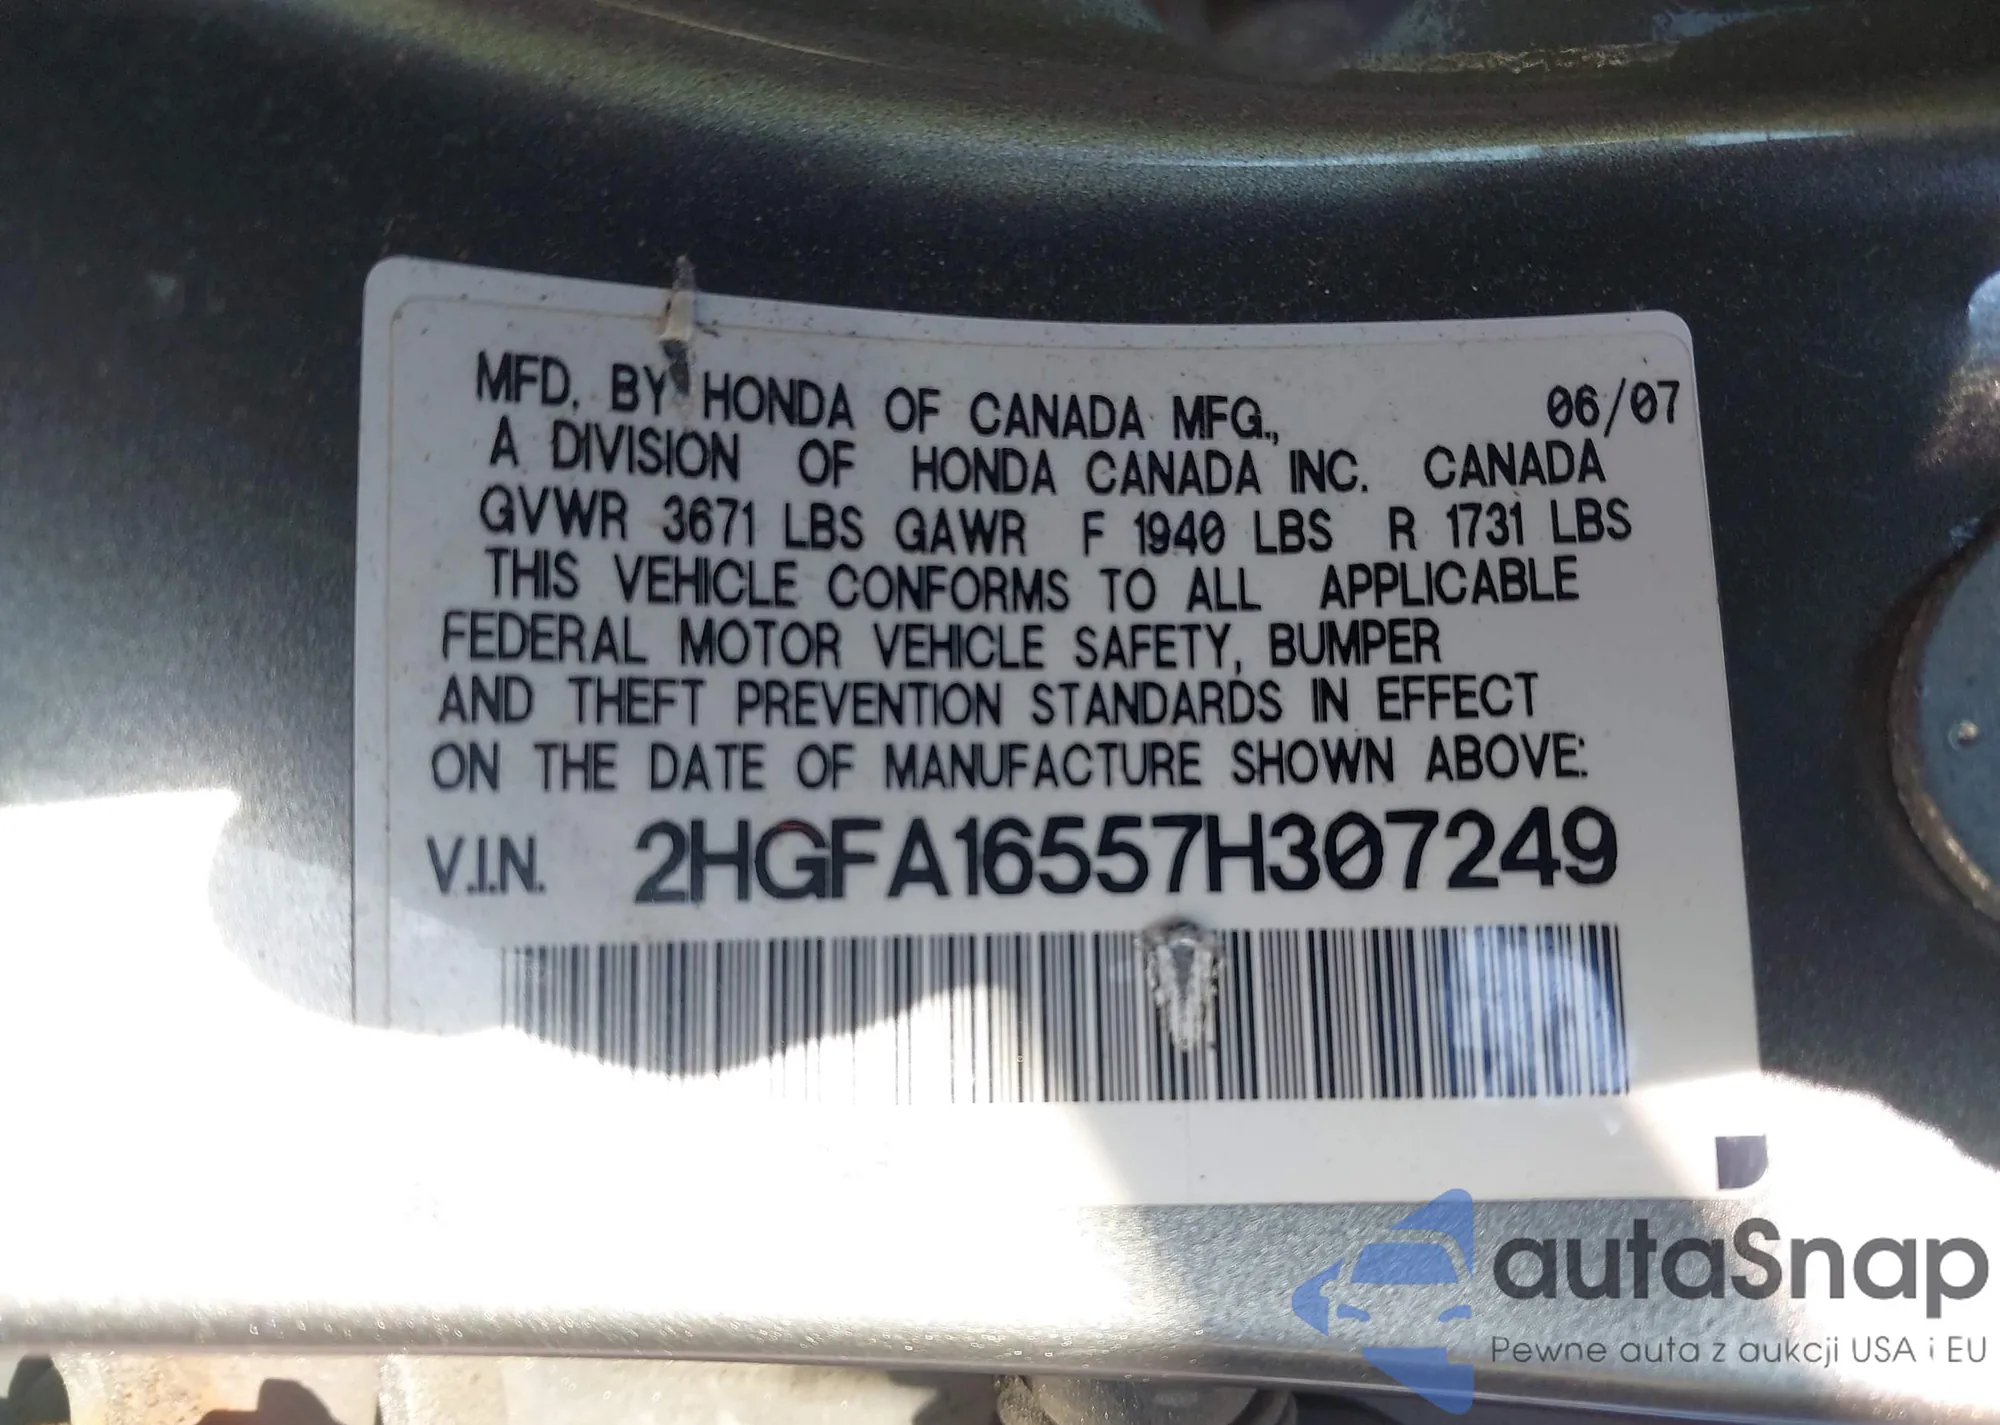 MFD. BY HONDA OF CANADA MFG., 06/07
A DIVISION OF HONDA CANADA INC. CANADA
GVWR 3671 LBS GAWR F 1940 LBS R 1731 LBS
THIS VEHICLE CONFORMS TO ALL APPLICABLE
FEDERAL MOTOR VEHICLE SAFETY, BUMPER
AND THEFT PREVENTION STANDARDS IN EFFECT
ON THE DATE OF MANUFACTURE SHOWN ABOVE:
V.I.N. 2HGFA16557H307249
autaSnap
Pewne auta z aukcji USA i EU